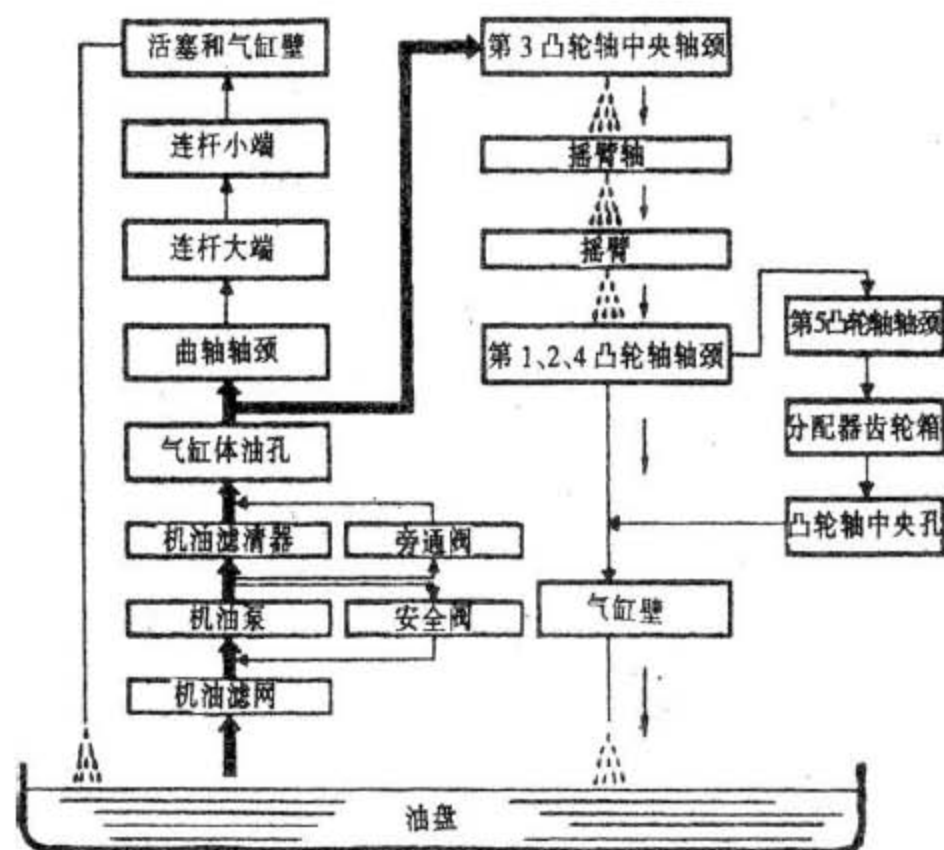 活塞和气缸壁
连杆小端
连杆大端
曲轴轴颈
气缸体油孔
机油滤清器
旁通阀
机油泵
安全阀
机油滤网
第3凸轮轴中央轴颈
摇臂轴
摇臂
第1、2、4凸轮轴轴颈
第5凸轮轴轴颈
分配器齿轮箱
凸轮轴中央孔
气缸壁
油盘